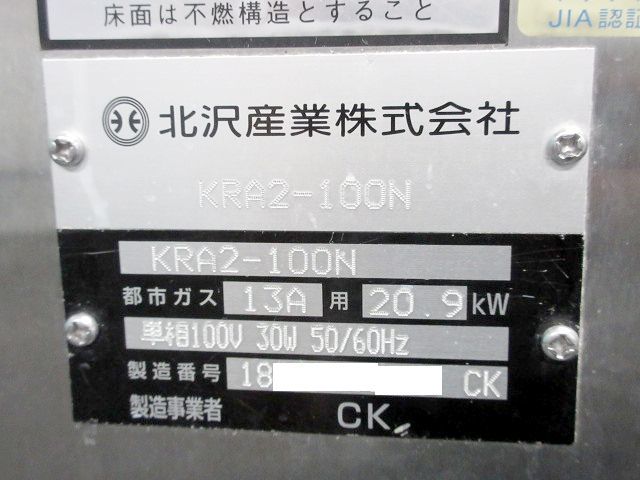 床面は不燃構造とすること
JIA認証
北沢産業株式会社
KRA2-100N
KRA2-100N
都市ガス 13A 用 20.9 kW
単相100V 30W 50/60Hz
製造番号 18 CK
製造事業者 CK